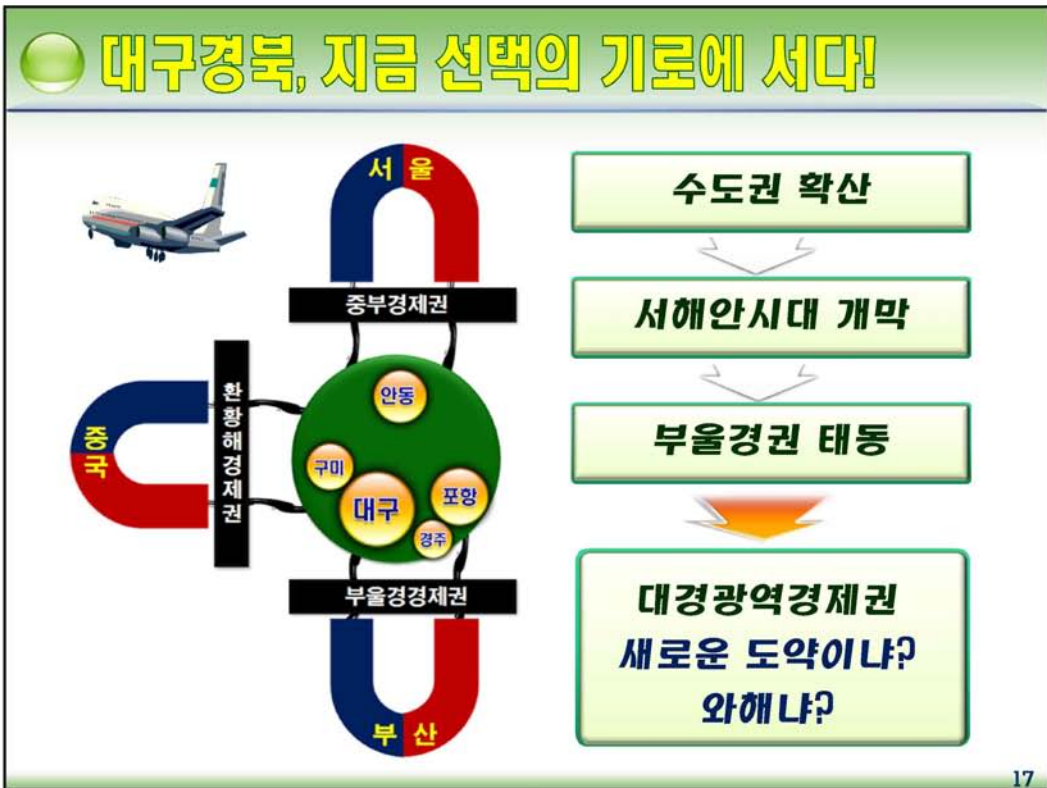 대구경북, 지금 선택의 기로에 서다!
서울
중부경제권
중국
환황해경제권
안동
구미
대구
포항
경주
부울경경제권
부산
수도권 확산
서해안시대 개막
부울경권 태동
대경광역경제권
새로운 도약이냐?
와해냐?
17